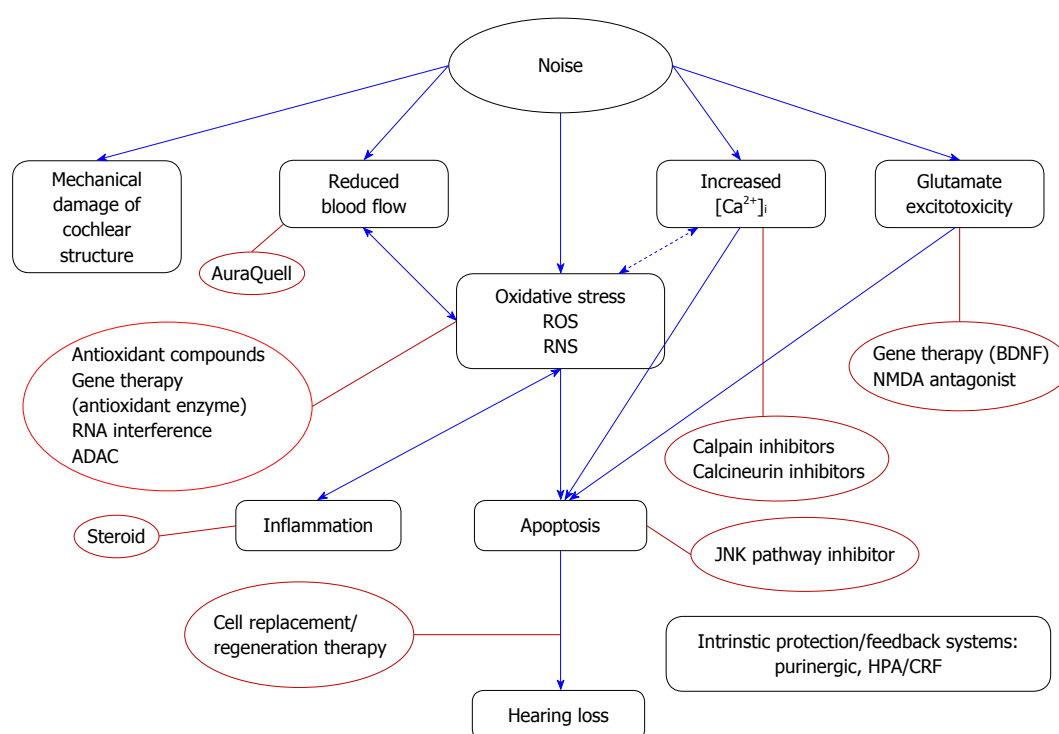 Noise
Mechanical
damage of
cochlear
structure
Reduced
blood flow
Increased
[Ca²⁺]ᵢ
Glutamate
excitotoxicity
AuraQuell
Oxidative stress
ROS
RNS
Antioxidant compounds
Gene therapy
(antioxidant enzyme)
RNA interference
ADAC
Gene therapy (BDNF)
NMDA antagonist
Calpain inhibitors
Calcineurin inhibitors
Steroid
Inflammation
Apoptosis
JNK pathway inhibitor
Cell replacement/
regeneration therapy
Intrinstic protection/feedback systems:
purinergic, HPA/CRF
Hearing loss